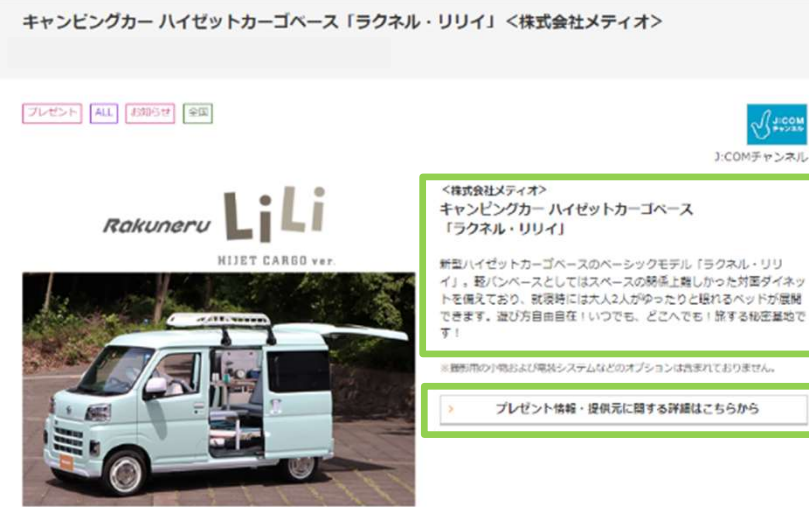 キャンピングカー ハイゼットカーゴベース「ラクネル・リリイ」<株式会社メティオ>
プレゼント ALL お知らせ 全国
J:COM
チャンネル
J:COMチャンネル
Rakuneru LiLi
HIJET CARGO ver.
<株式会社メティオ>
キャンピングカー ハイゼットカーゴベース
「ラクネル・リリイ」
新型ハイゼットカーゴベースのベーシックモデル「ラクネル・リリ
イ」。軽バンベースとしてはスペースの関係上難しかった対面ダイネッ
トを備えており、就寝時には大人2人がゆったりと眠れるベッドが展開
できます。遊び方自由自在！いつでも、どこへでも！旅する秘密基地で
す！
※撮影用の小物および電装システムなどのオプションは含まれておりません。
> プレゼント情報・提供元に関する詳細はこちらから